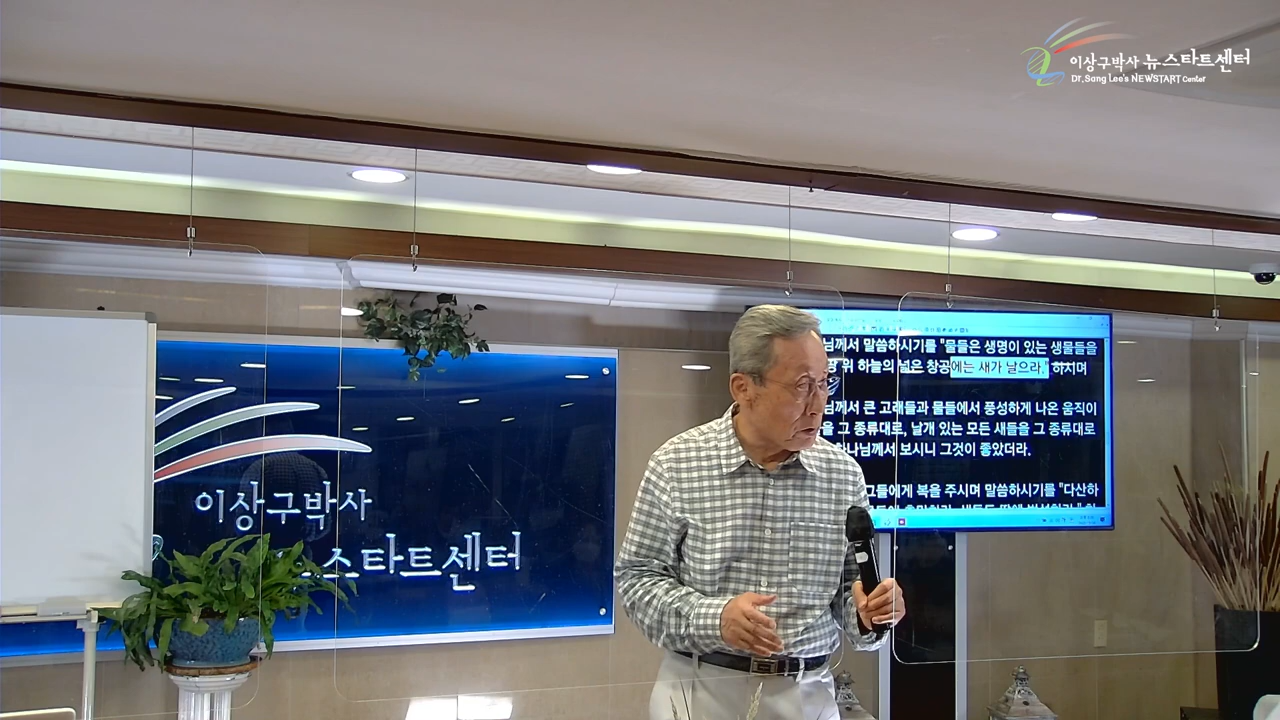 이상구박사 뉴스타트센터
Dr.Sang Lee's NEWSTART Center
님께서 말씀하시기를 "물들은 생명이 있는 생물들을
위 하늘의 넓은 창공에는 새가 날으라." 하시며
님께서 큰 고래들과 물들에서 풍성하게 나온 움직이
을 그 종류대로, 날개 있는 모든 새들을 그 종류대로
하나님께서 보시니 그것이 좋았더라.
그들에게 복을 주시며 말씀하시기를 "다산하
이상구박사
스타트센터